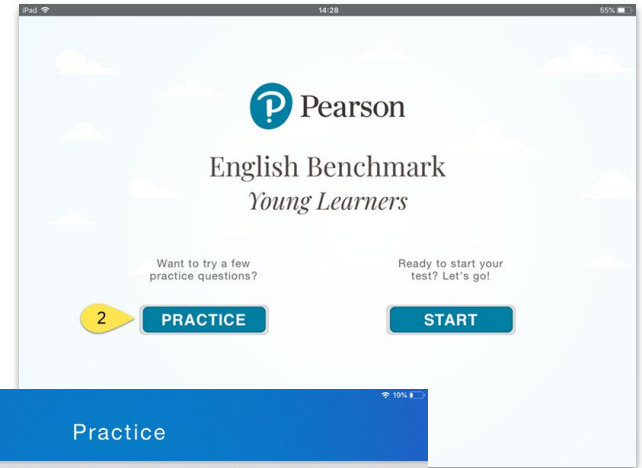 iPad 14:28 55%
Pearson
English Benchmark
Young Learners
Want to try a few
practice questions?
Ready to start your
test? Let's go!
2 PRACTICE START
19%
Practice